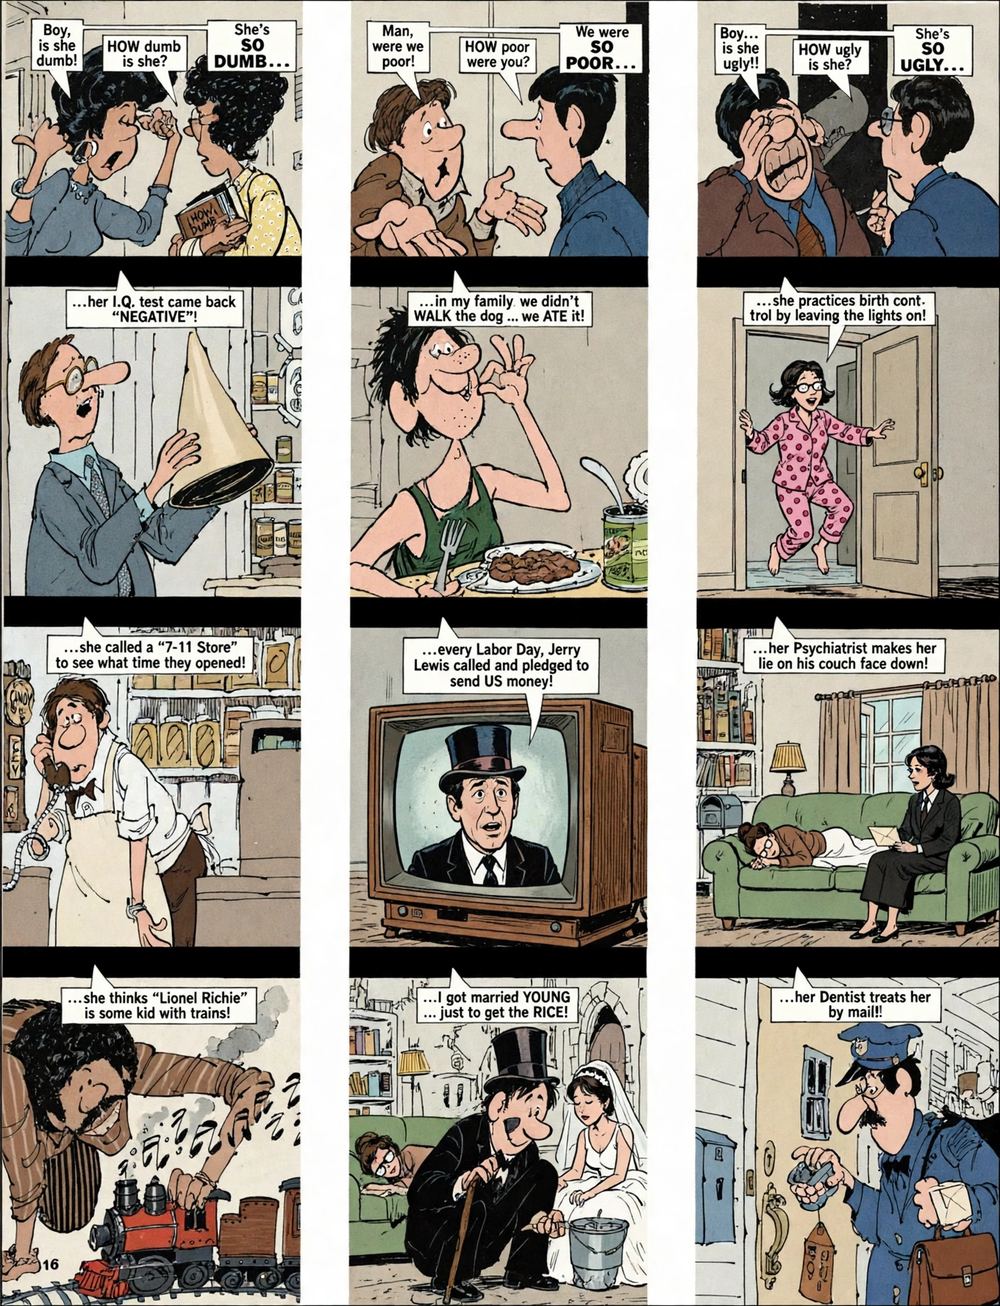 Boy,
is she
dumb!
HOW dumb
is she?
She's
SO
DUMB...
HOW
DUMB
...her I.Q. test came back
"NEGATIVE"!
...she called a "7-11 Store"
to see what time they opened!
...she thinks "Lionel Richie"
is some kid with trains!
16
Man,
were we
poor!
HOW poor
were you?
We were
SO
POOR...
...in my family we didn't
WALK the dog ... we ATE it!
...every Labor Day, Jerry
Lewis called and pledged to
send US money!
...I got married YOUNG
... just to get the RICE!
Boy...
is she
ugly!!
HOW ugly
is she?
She's
SO
UGLY...
...she practices birth cont-
trol by leaving the lights on!
...her Psychiatrist makes her
lie on his couch face down!
...her Dentist treats her
by mail!!